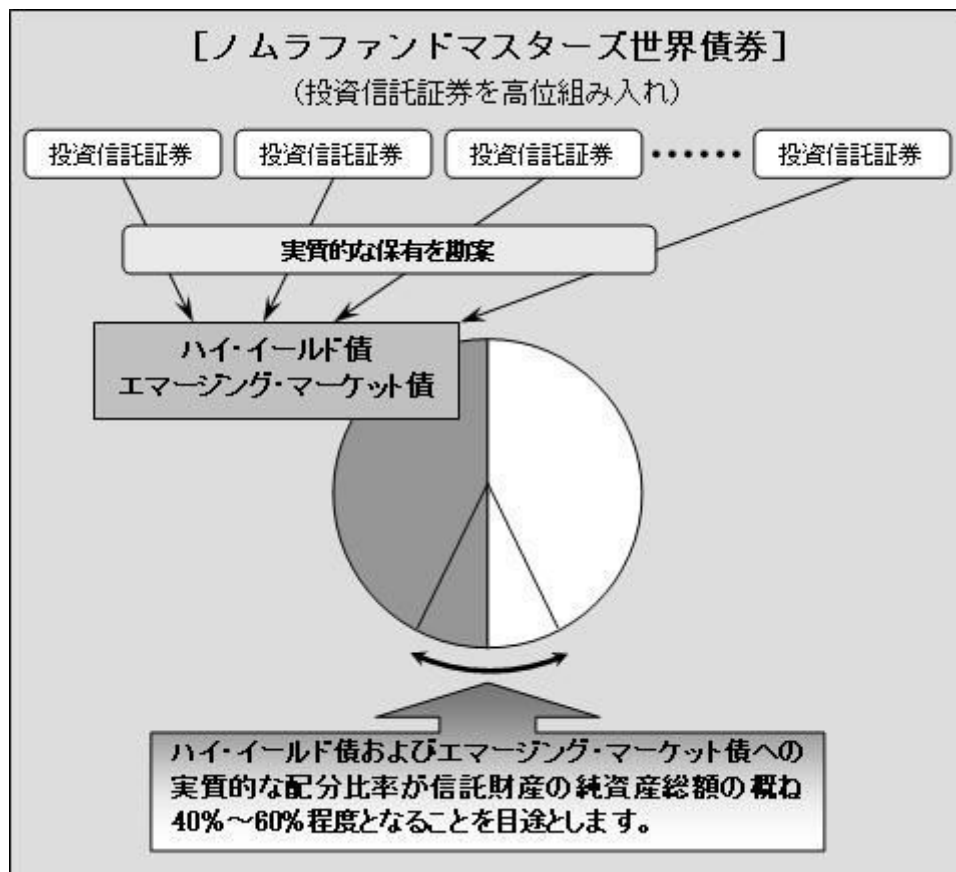 [ノムラファンドマスターズ世界債券]
(投資信託証券を高位組み入れ)
投資信託証券 投資信託証券 投資信託証券 ・・・・・・ 投資信託証券
実質的な保有を勘案
ハイ・イールド債
エマージング・マーケット債
ハイ・イールド債およびエマージング・マーケット債への
実質的な配分比率が信託財産の純資産総額の概ね
40%～60%程度となることを目途とします。